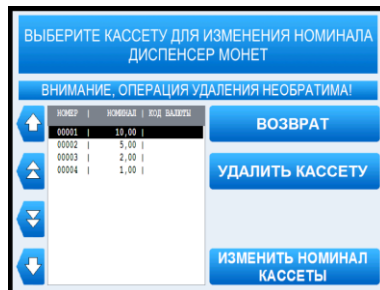 ВЫБЕРИТЕ КАССЕТУ ДЛЯ ИЗМЕНЕНИЯ НОМИНАЛА
ДИСПЕНСЕР МОНЕТ
ВНИМАНИЕ, ОПЕРАЦИЯ УДАЛЕНИЯ НЕОБРАТИМА!
НОМЕР | НОМИНАЛ | КОД ВАЛЮТЫ
00001 | 10,00 |
00002 | 5,00 |
00003 | 2,00 |
00004 | 1,00 |
ВОЗВРАТ
УДАЛИТЬ КАССЕТУ
ИЗМЕНИТЬ НОМИНАЛ
КАССЕТЫ